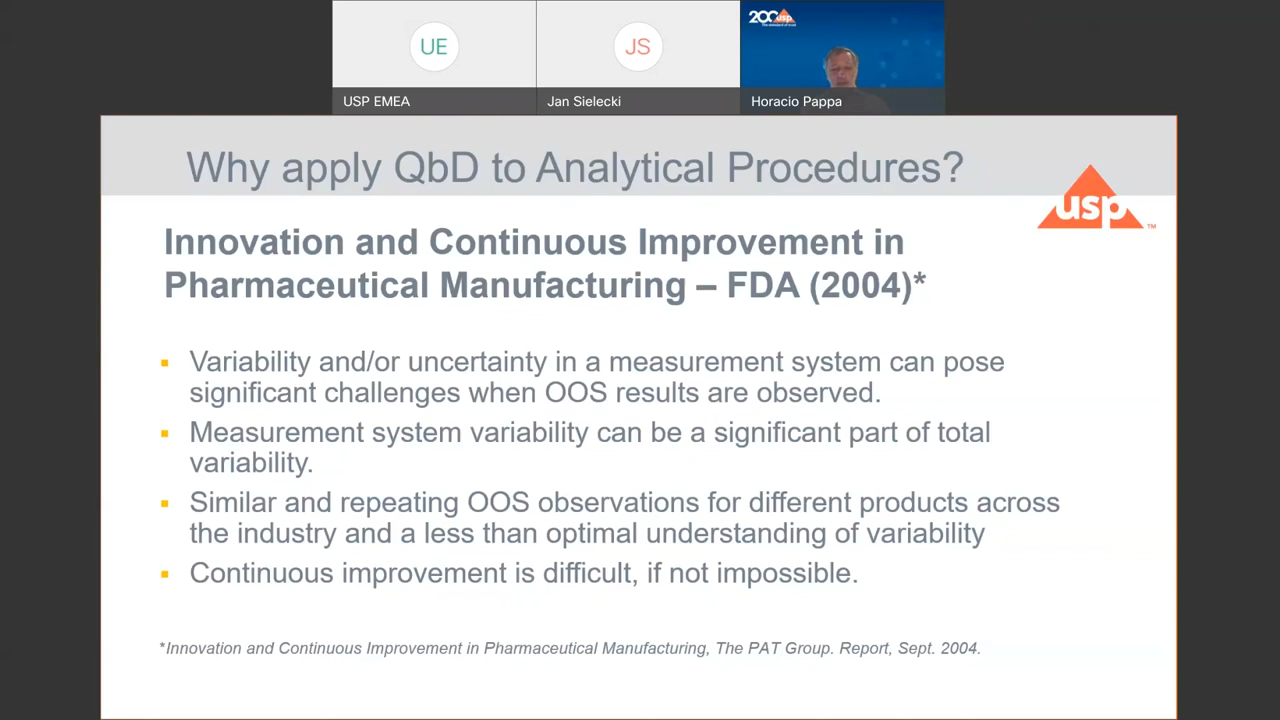 UE
JS
200 usp
USP EMEA
Jan Sielecki
Horacio Pappa
Why apply QbD to Analytical Procedures?
usp™
Innovation and Continuous Improvement in
Pharmaceutical Manufacturing – FDA (2004)*
▪ Variability and/or uncertainty in a measurement system can pose
significant challenges when OOS results are observed.
▪ Measurement system variability can be a significant part of total
variability.
▪ Similar and repeating OOS observations for different products across
the industry and a less than optimal understanding of variability
▪ Continuous improvement is difficult, if not impossible.
*Innovation and Continuous Improvement in Pharmaceutical Manufacturing, The PAT Group. Report, Sept. 2004.